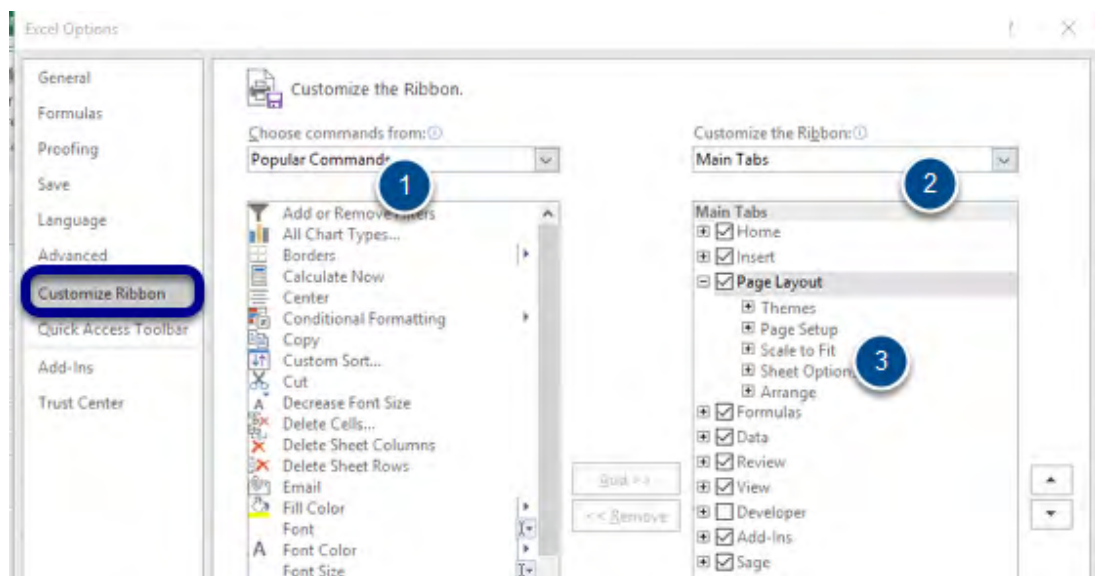 Excel Options
General
Formulas
Proofing
Save
Language
Advanced
Customize Ribbon
Quick Access Toolbar
Add-Ins
Trust Center
Customize the Ribbon.
Choose commands from:
Popular Commands
1
Add or Remove Filters
All Chart Types...
Borders
Calculate Now
Center
Conditional Formatting
Copy
Custom Sort...
Cut
Decrease Font Size
Delete Cells...
Delete Sheet Columns
Delete Sheet Rows
Email
Fill Color
Font
Font Color
Font Size
Add >>
<< Remove
Customize the Ribbon:
Main Tabs
2
Main Tabs
Home
Insert
Page Layout
Themes
Page Setup
Scale to Fit
Sheet Options
3
Arrange
Formulas
Data
Review
View
Developer
Add-Ins
Sage